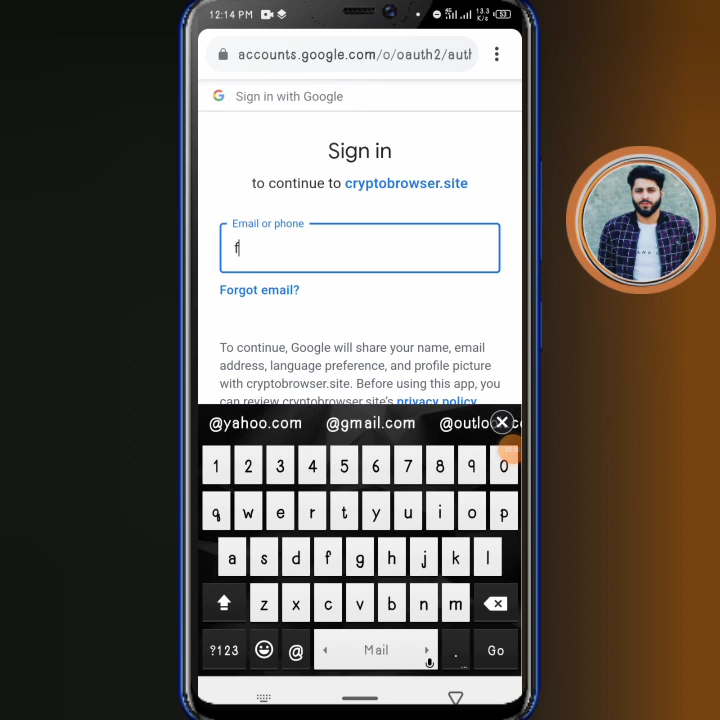 12:14 PM
4G
13.3
K/s
53
accounts.google.com/o/oauth2/auth
Sign in with Google
Sign in
to continue to cryptobrowser.site
Email or phone
f
Forgot email?
To continue, Google will share your name, email
address, language preference, and profile picture
with cryptobrowser.site. Before using this app, you
can review cryptobrowser.site's privacy policy
@yahoo.com @gmail.com @outlo
1 2 3 4 5 6 7 8 9 0
q w e r t y u i o p
a s d f g h j k l
z x c v b n m
?123 @ Mail . Go